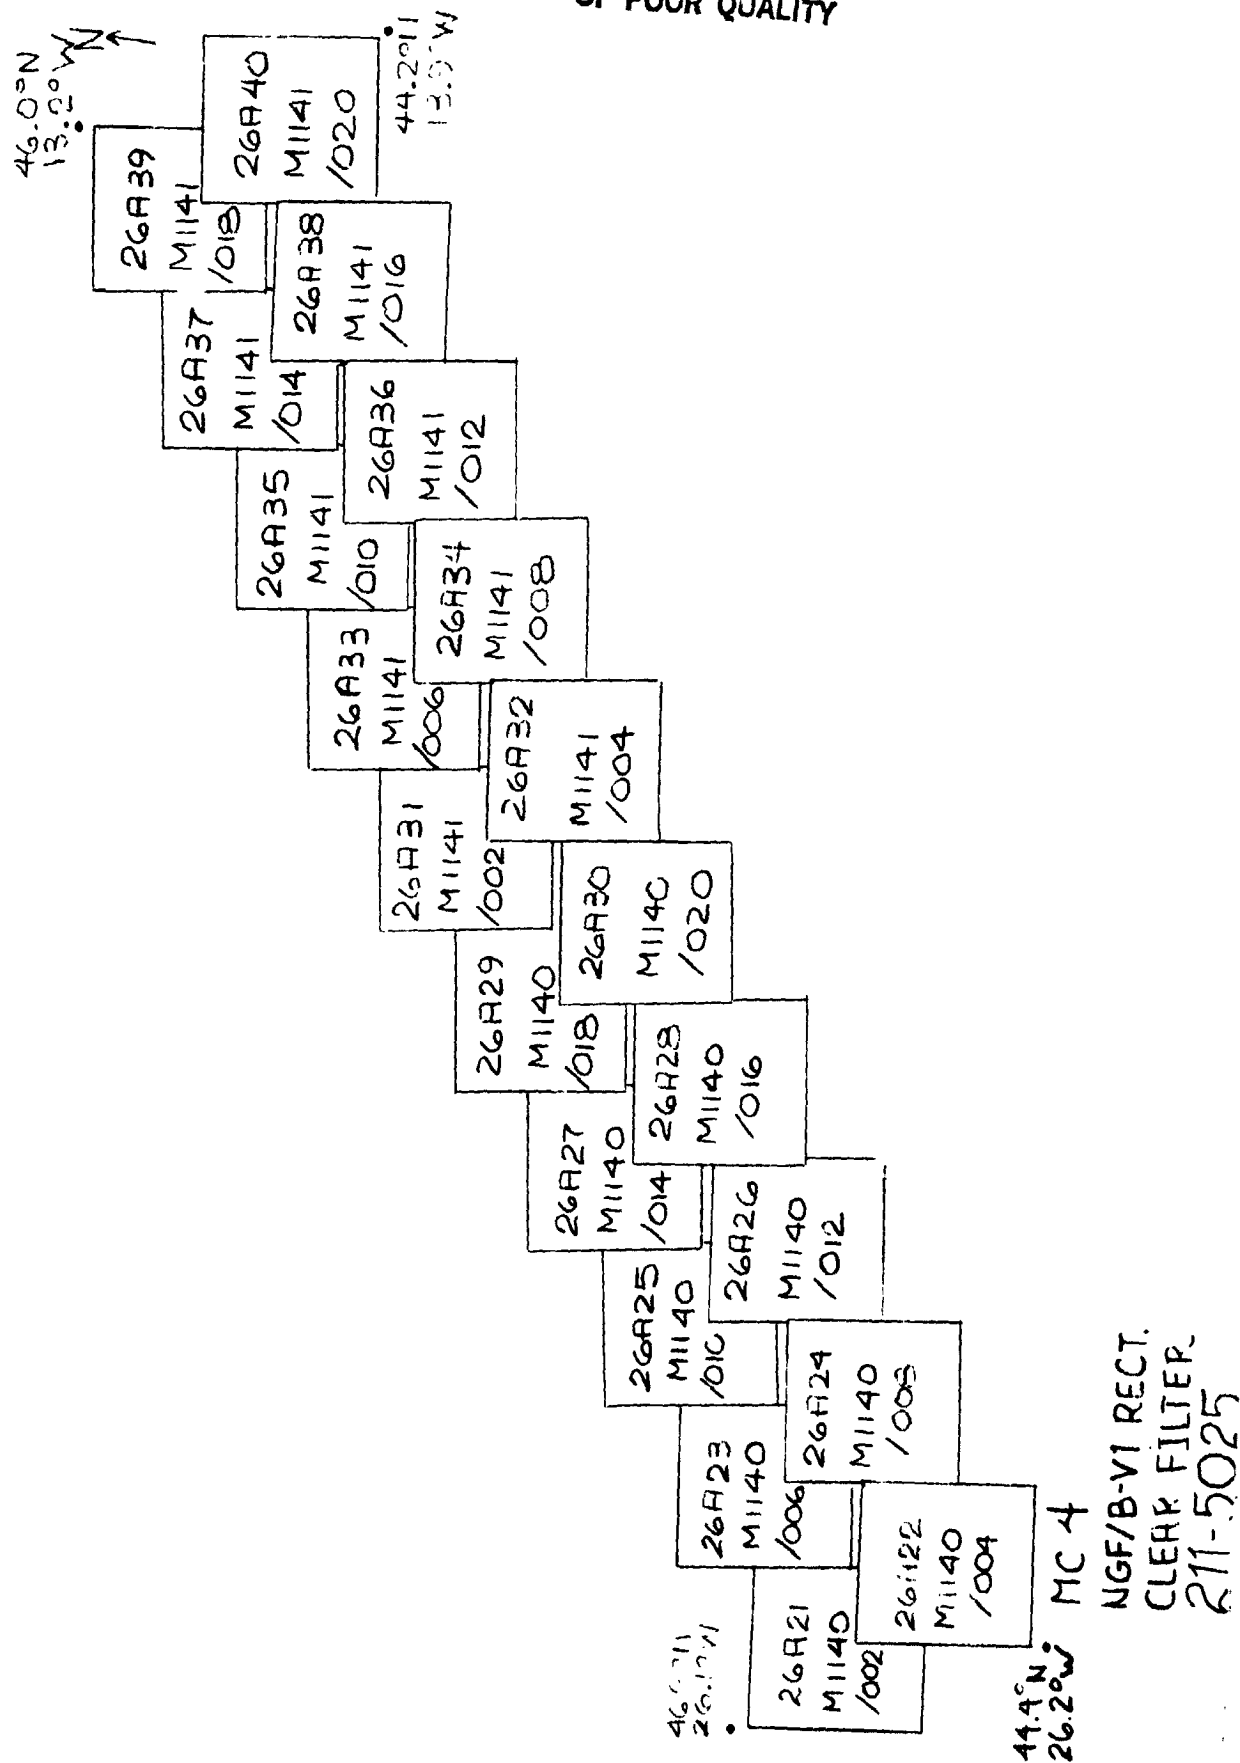 OF POOR QUALITY
46.0°N
13.2°W
N
44.2°N
13.9°W
26A40
M1141
/020
26A39
M1141
/018
26A38
M1141
/016
26A37
M1141
/014
26A36
M1141
/012
26A35
M1141
/010
26A34
M1141
/008
26A33
M1141
/006
26A32
M1141
/004
26A31
M1141
/002
26A30
M1140
/020
26A29
M1140
/018
26A28
M1140
/016
26A27
M1140
/014
26A26
M1140
/012
26A25
M1140
/010
26A24
M1140
/008
26A23
M1140
/006
26A22
M1140
/004
26A21
M1140
/002
44.4°N
26.2°W
MC 4
NGF/B-V1 RECT.
CLEAR FILTER
211-5025